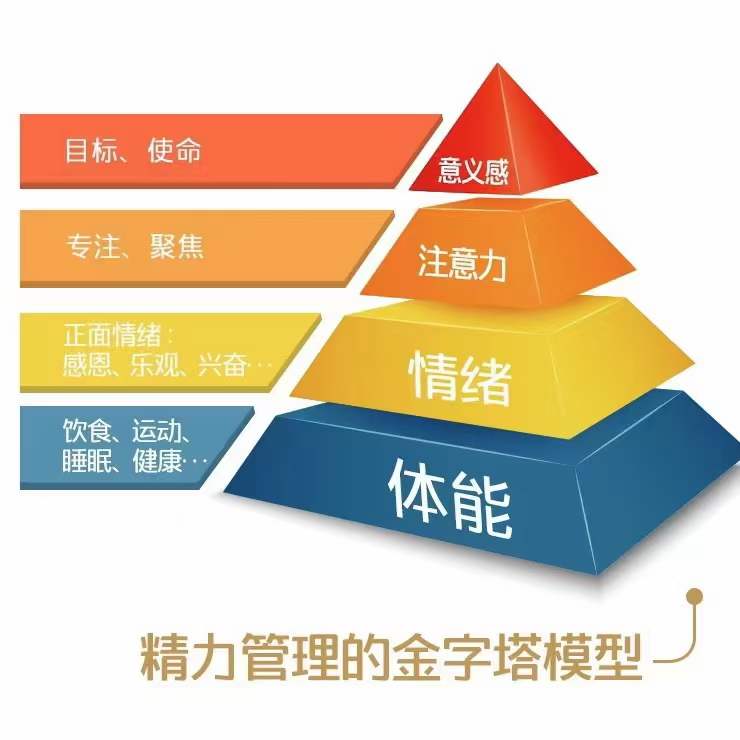 目标、使命
意义感
专注、聚焦
注意力
正面情绪：
感恩、乐观、兴奋…
情绪
饮食、运动、
睡眠、健康…
体能
精力管理的金字塔模型